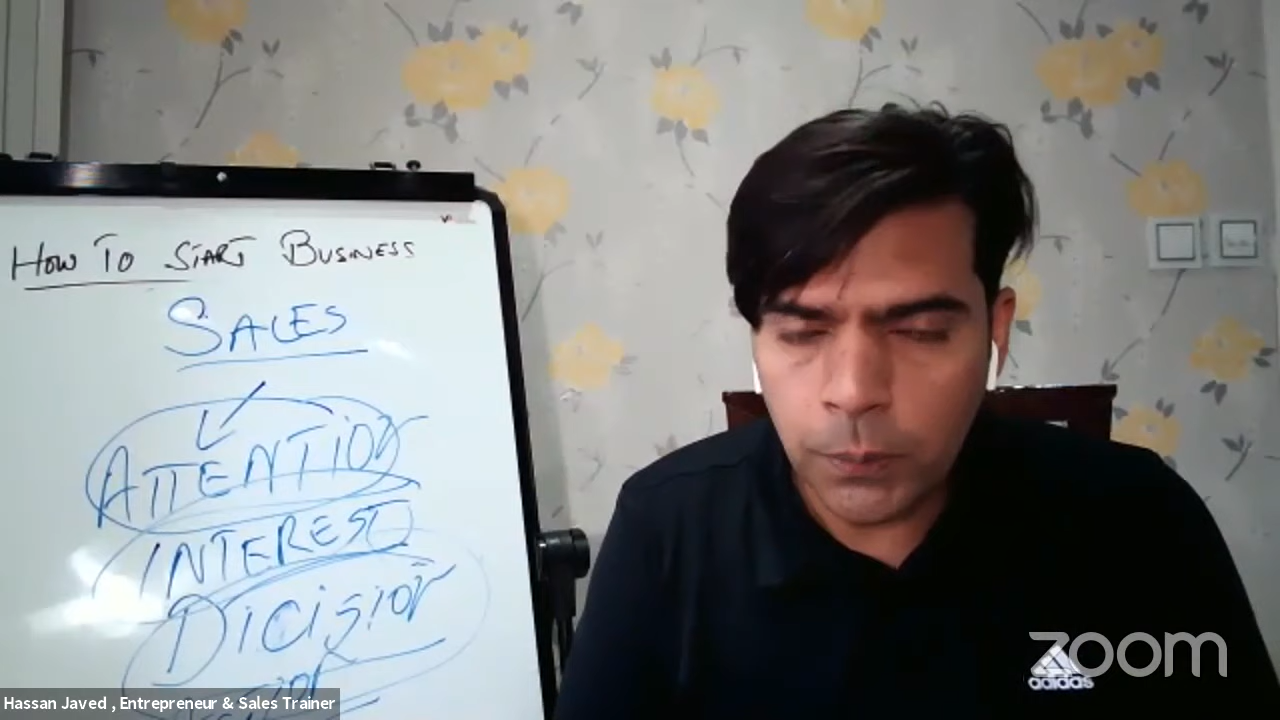 How To Start Business
SALES
ATTENTION
INTEREST
DICISION
zoom
adidas
Hassan Javed , Entrepreneur & Sales Trainer